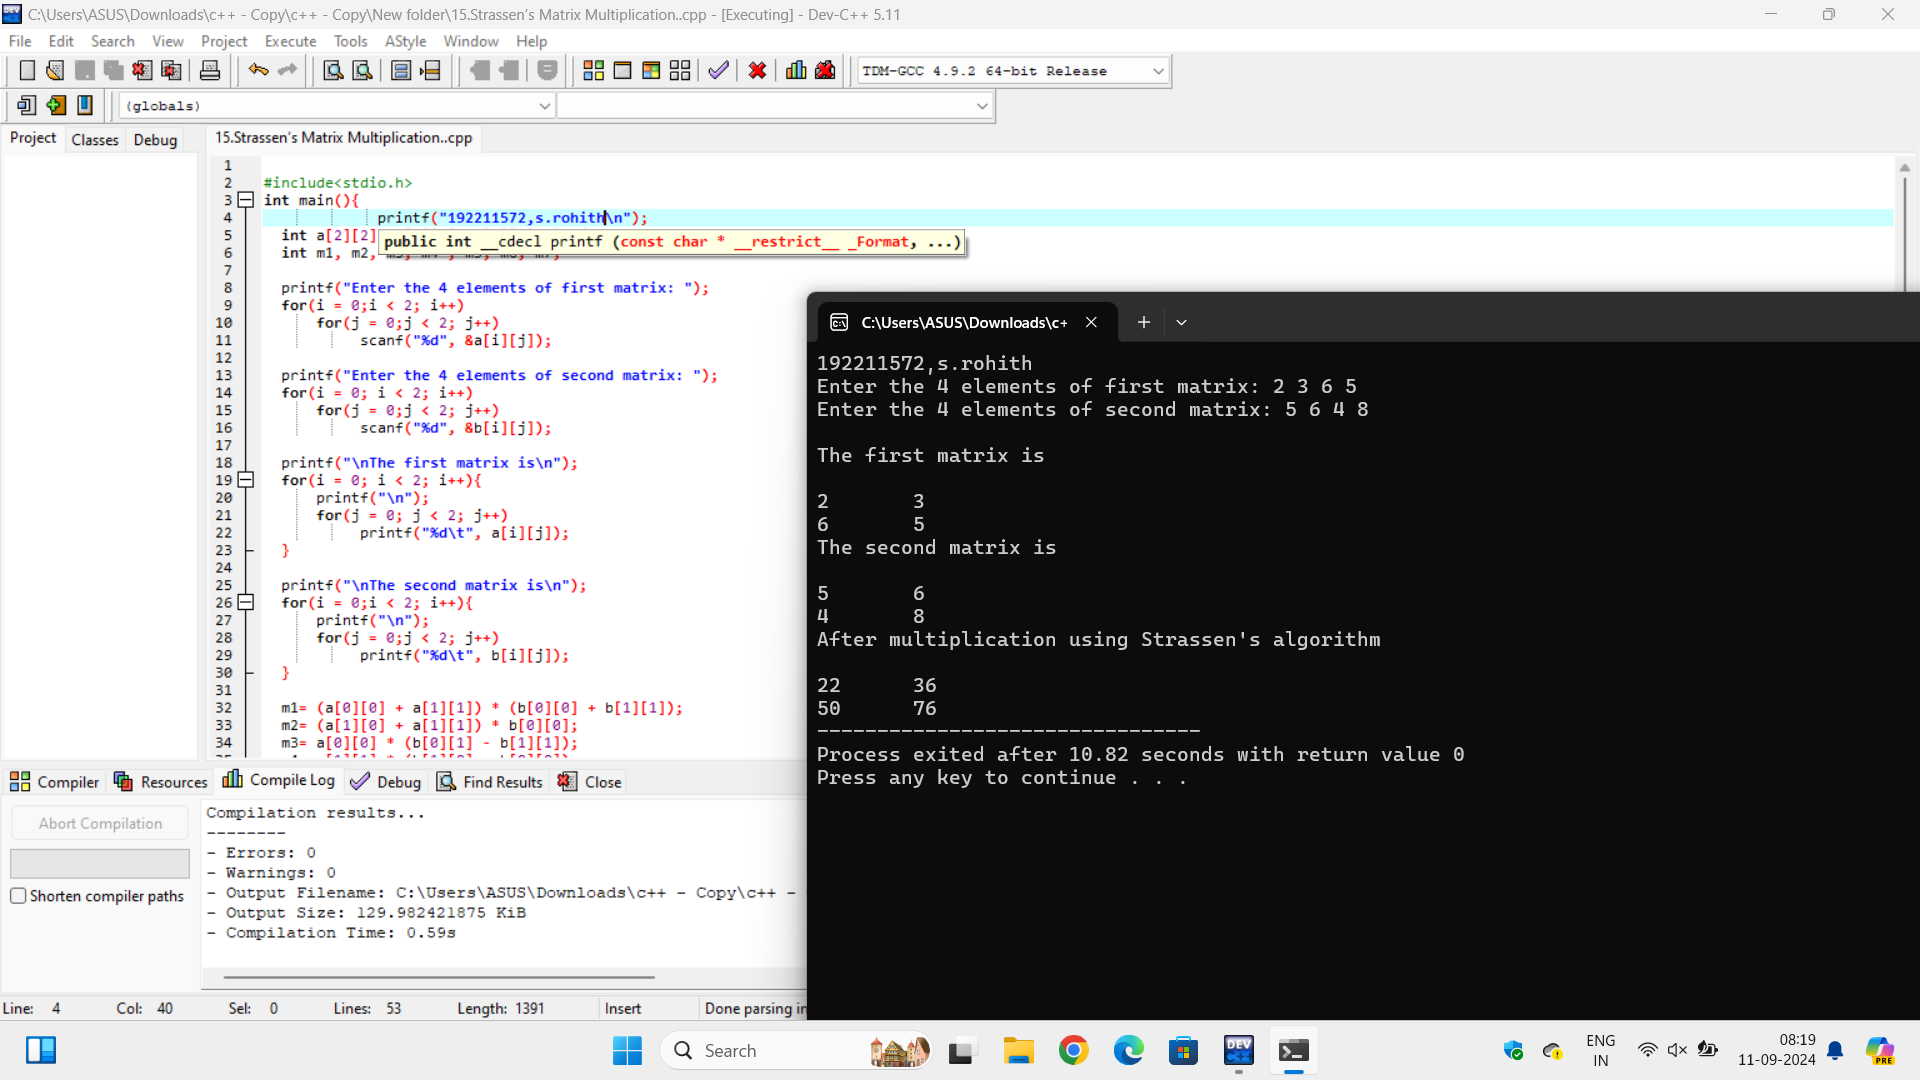 C:\Users\ASUS\Downloads\c++ - Copy\c++ - Copy\New folder\15.Strassen's Matrix Multiplication..cpp - [Executing] - Dev-C++ 5.11
File Edit Search View Project Execute Tools AStyle Window Help
TDM-GCC 4.9.2 64-bit Release
(globals)
Project Classes Debug 15.Strassen's Matrix Multiplication..cpp
1
2 #include<stdio.h>
3 int main(){
4 printf("192211572,s.rohith\n");
5 int a[2][2]
public int __cdecl printf (const char * __restrict__ _Format, ...)
6 int m1, m2, m3, m4 , m5, m6, m7;
7
8 printf("Enter the 4 elements of first matrix: ");
9 for(i = 0;i < 2; i++)
10 for(j = 0;j < 2; j++)
11 scanf("%d", &a[i][j]);
12
13 printf("Enter the 4 elements of second matrix: ");
14 for(i = 0; i < 2; i++)
15 for(j = 0;j < 2; j++)
16 scanf("%d", &b[i][j]);
17
18 printf("\nThe first matrix is\n");
19 for(i = 0; i < 2; i++){
20 printf("\n");
21 for(j = 0; j < 2; j++)
22 printf("%d\t", a[i][j]);
23 }
24
25 printf("\nThe second matrix is\n");
26 for(i = 0;i < 2; i++){
27 printf("\n");
28 for(j = 0;j < 2; j++)
29 printf("%d\t", b[i][j]);
30 }
31
32 m1= (a[0][0] + a[1][1]) * (b[0][0] + b[1][1]);
33 m2= (a[1][0] + a[1][1]) * b[0][0];
34 m3= a[0][0] * (b[0][1] - b[1][1]);
C:\Users\ASUS\Downloads\c+
192211572,s.rohith
Enter the 4 elements of first matrix: 2 3 6 5
Enter the 4 elements of second matrix: 5 6 4 8
The first matrix is
2 3
6 5
The second matrix is
5 6
4 8
After multiplication using Strassen's algorithm
22 36
50 76
--------------------------------
Process exited after 10.82 seconds with return value 0
Press any key to continue . . .
Compiler Resources Compile Log Debug Find Results Close
Abort Compilation
Shorten compiler paths
Compilation results...
--------
- Errors: 0
- Warnings: 0
- Output Filename: C:\Users\ASUS\Downloads\c++ - Copy\c++ -
- Output Size: 129.982421875 KiB
- Compilation Time: 0.59s
Line: 4 Col: 40 Sel: 0 Lines: 53 Length: 1391 Insert Done parsing in
Search
DEV
ENG
IN
08:19
11-09-2024
PRE